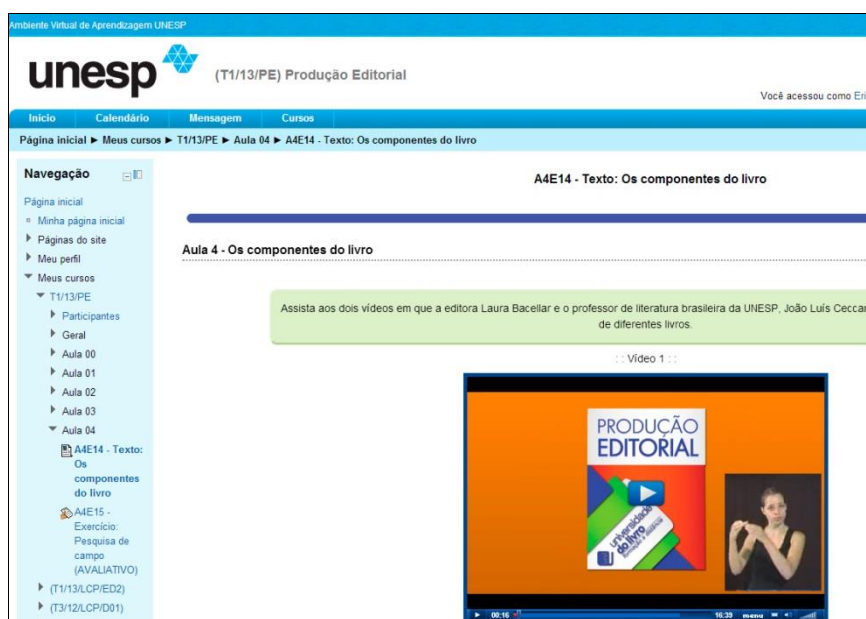 Ambiente Virtual de Aprendizagem UNESP
unesp
(T1/13/PE) Produção Editorial
Você acessou como Eri
Início Calendário Mensagem Cursos
Página inicial ► Meus cursos ► T1/13/PE ► Aula 04 ► A4E14 - Texto: Os componentes do livro
Navegação
Página inicial
Minha página inicial
Páginas do site
Meu perfil
Meus cursos
T1/13/PE
Participantes
Geral
Aula 00
Aula 01
Aula 02
Aula 03
Aula 04
A4E14 - Texto:
Os
componentes
do livro
A4E15 -
Exercício:
Pesquisa de
campo
(AVALIATIVO)
(T1/13/LCP/ED2)
(T3/12/LCP/D01)
A4E14 - Texto: Os componentes do livro
Aula 4 - Os componentes do livro
Assista aos dois vídeos em que a editora Laura Bacellar e o professor de literatura brasileira da UNESP, João Luís Ceccar
de diferentes livros.
: : Vídeo 1 : :
PRODUÇÃO
EDITORIAL
universidade
do livro
00:16 16:39 menu